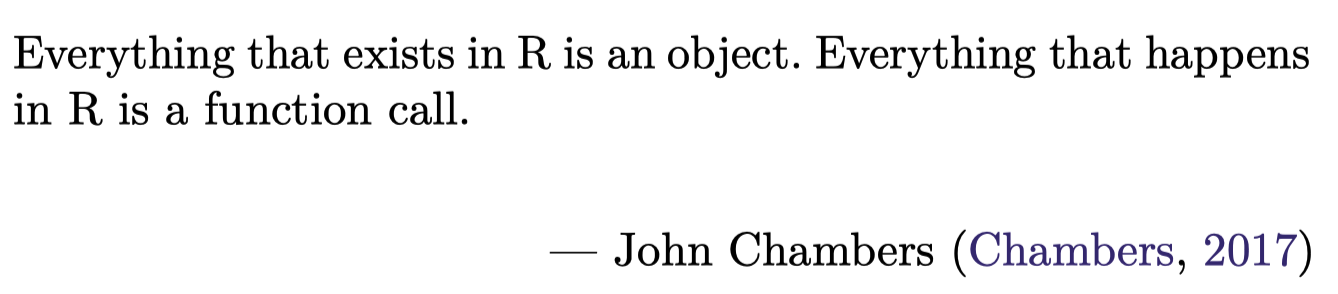 Everything that exists in R is an object. Everything that happens
in R is a function call.
— John Chambers (Chambers, 2017)